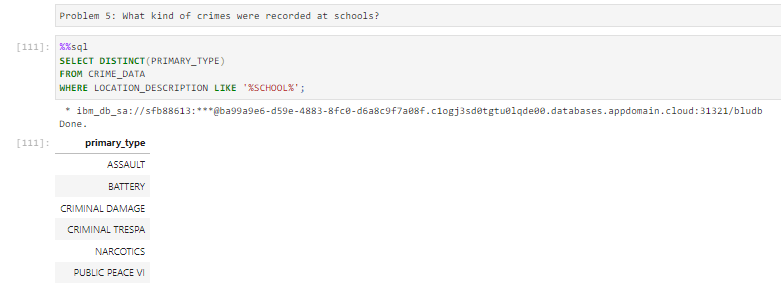 Problem 5: What kind of crimes were recorded at schools?
[111]: %%sql
SELECT DISTINCT(PRIMARY_TYPE)
FROM CRIME_DATA
WHERE LOCATION_DESCRIPTION LIKE '%SCHOOL%';
* ibm_db_sa://sfb88613:***@ba99a9e6-d59e-4883-8fc0-d6a8c9f7a08f.c1ogj3sd0tgtu0lqde00.databases.appdomain.cloud:31321/bludb
Done.
[111]: primary_type
ASSAULT
BATTERY
CRIMINAL DAMAGE
CRIMINAL TRESPA
NARCOTICS
PUBLIC PEACE VI